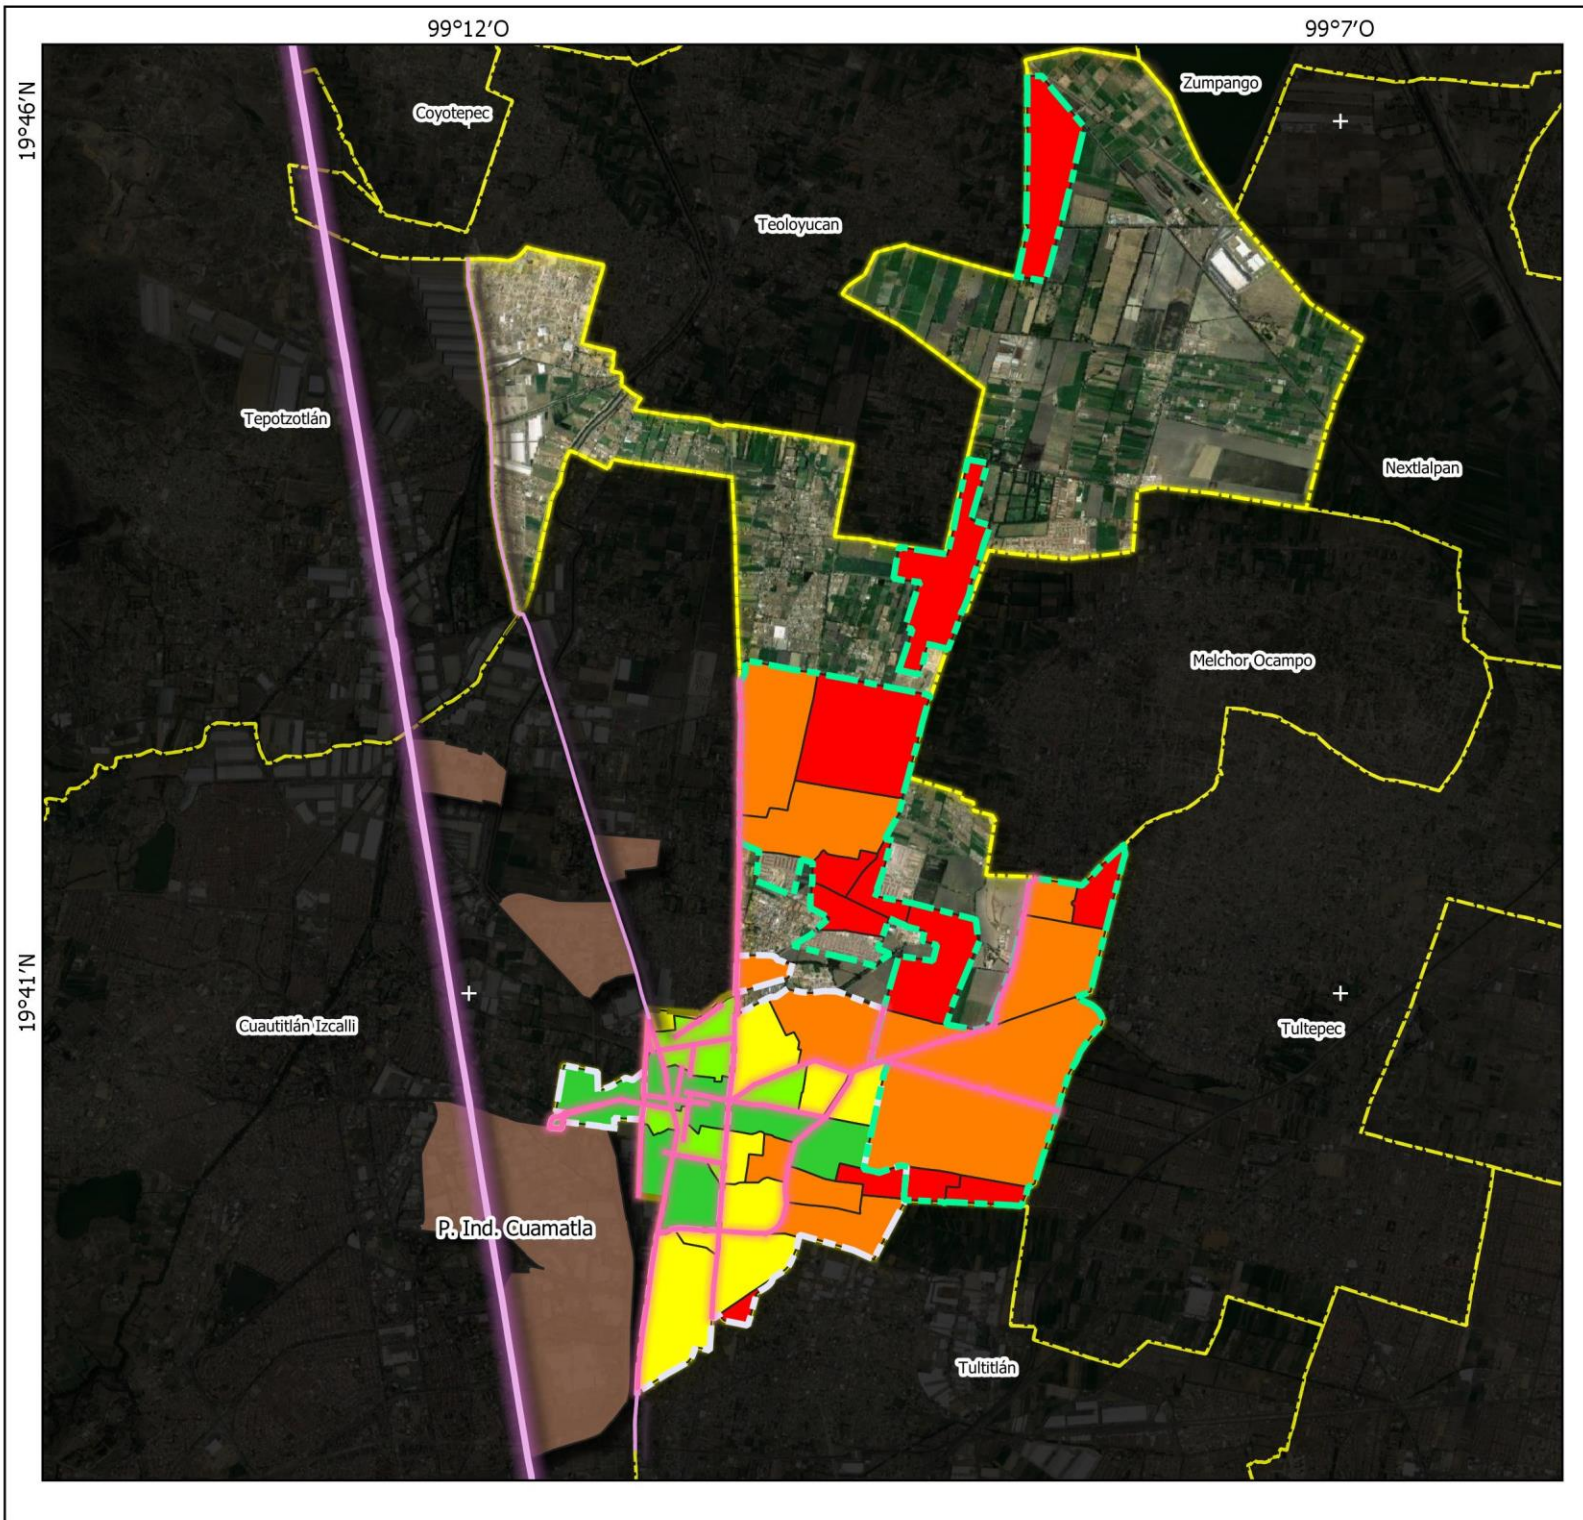 99°12'O
99°7'O
19°46'N
Zumpango
Coyotepec
Teoloyucan
Tepotzotlán
Nextlalpan
Melchor Ocampo
19°41'N
Cuautitlán Izcalli
Tultepec
P. Ind. Cuamatla
Tultitlán